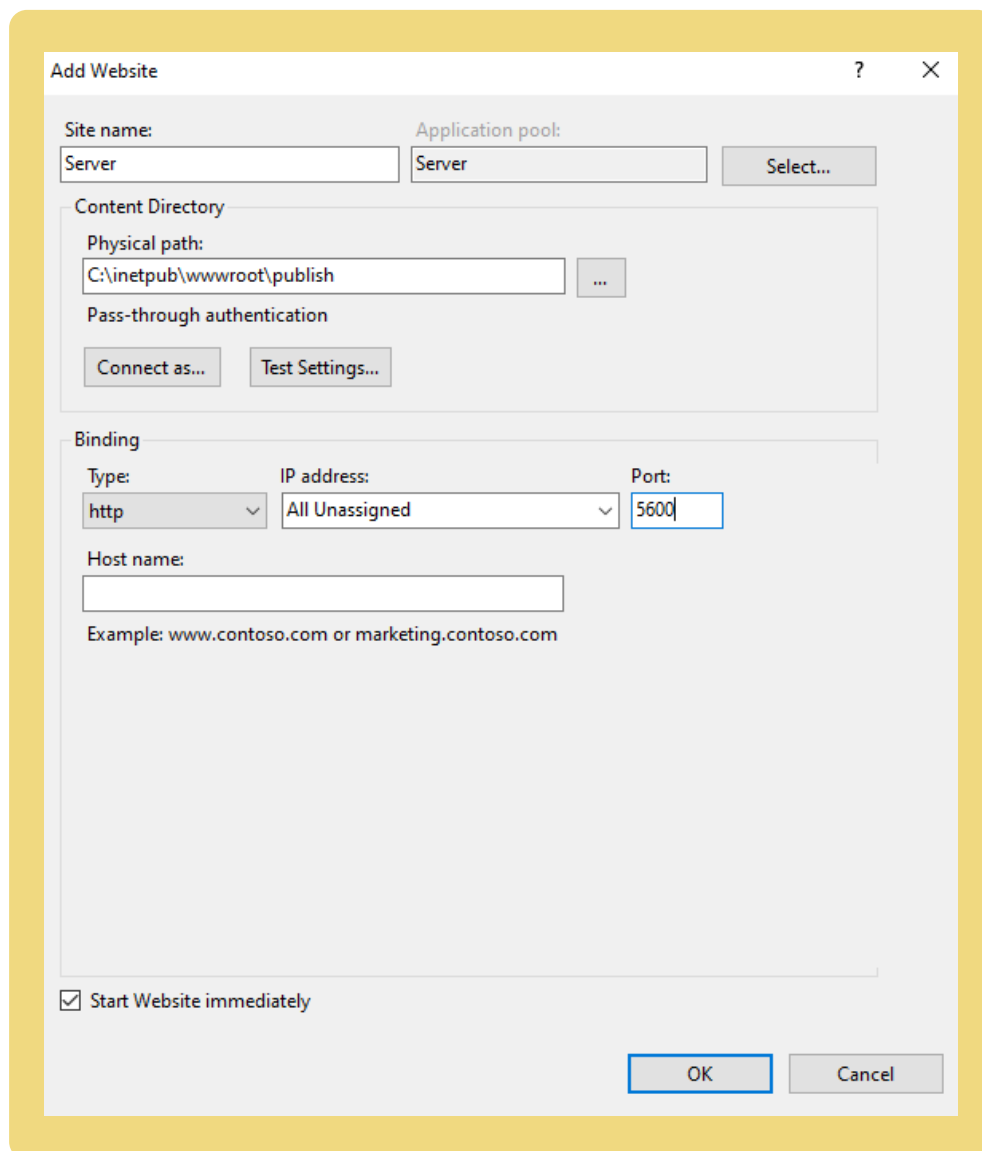 Add Website ?
Site name: Application pool:
Server Server Select...
Content Directory
Physical path:
C:\inetpub\wwwroot\publish ...
Pass-through authentication
Connect as... Test Settings...
Binding
Type: IP address: Port:
http All Unassigned 5600
Host name:
Example: www.contoso.com or marketing.contoso.com
Start Website immediately
OK Cancel